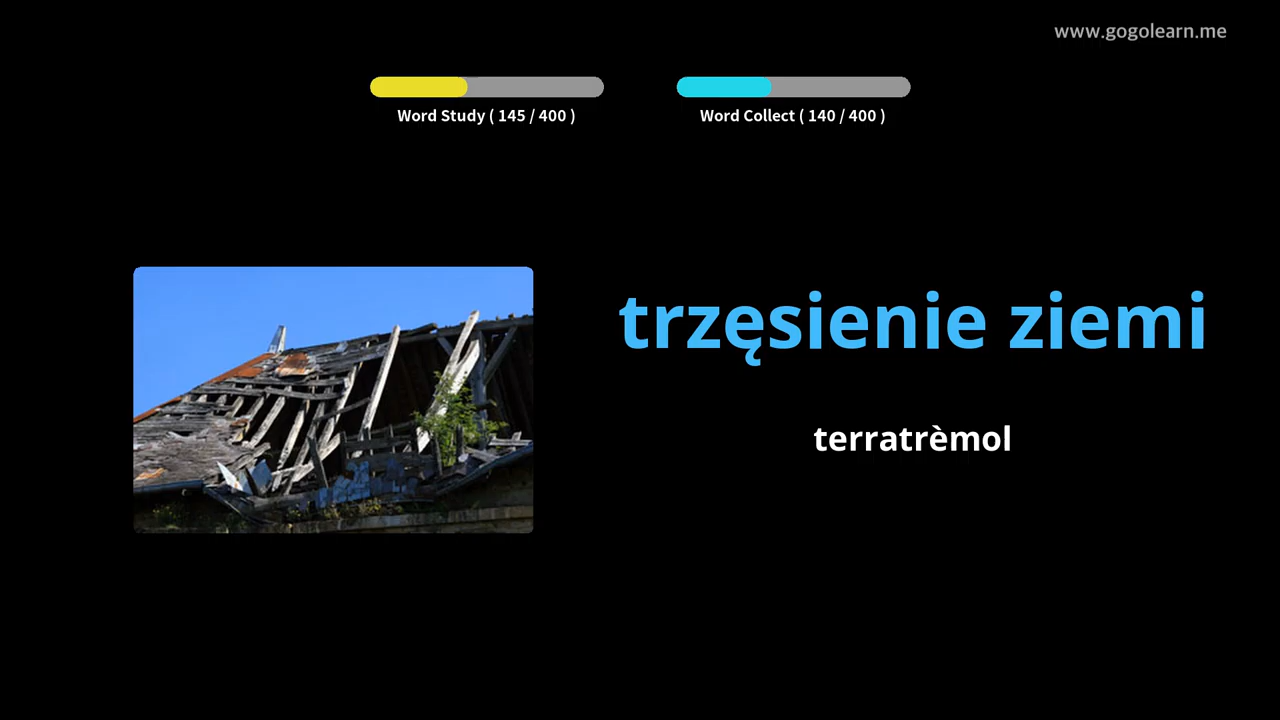 www.gogolearn.me
Word Study ( 145 / 400 )
Word Collect ( 140 / 400 )
trzęsienie ziemi
terratrèmol